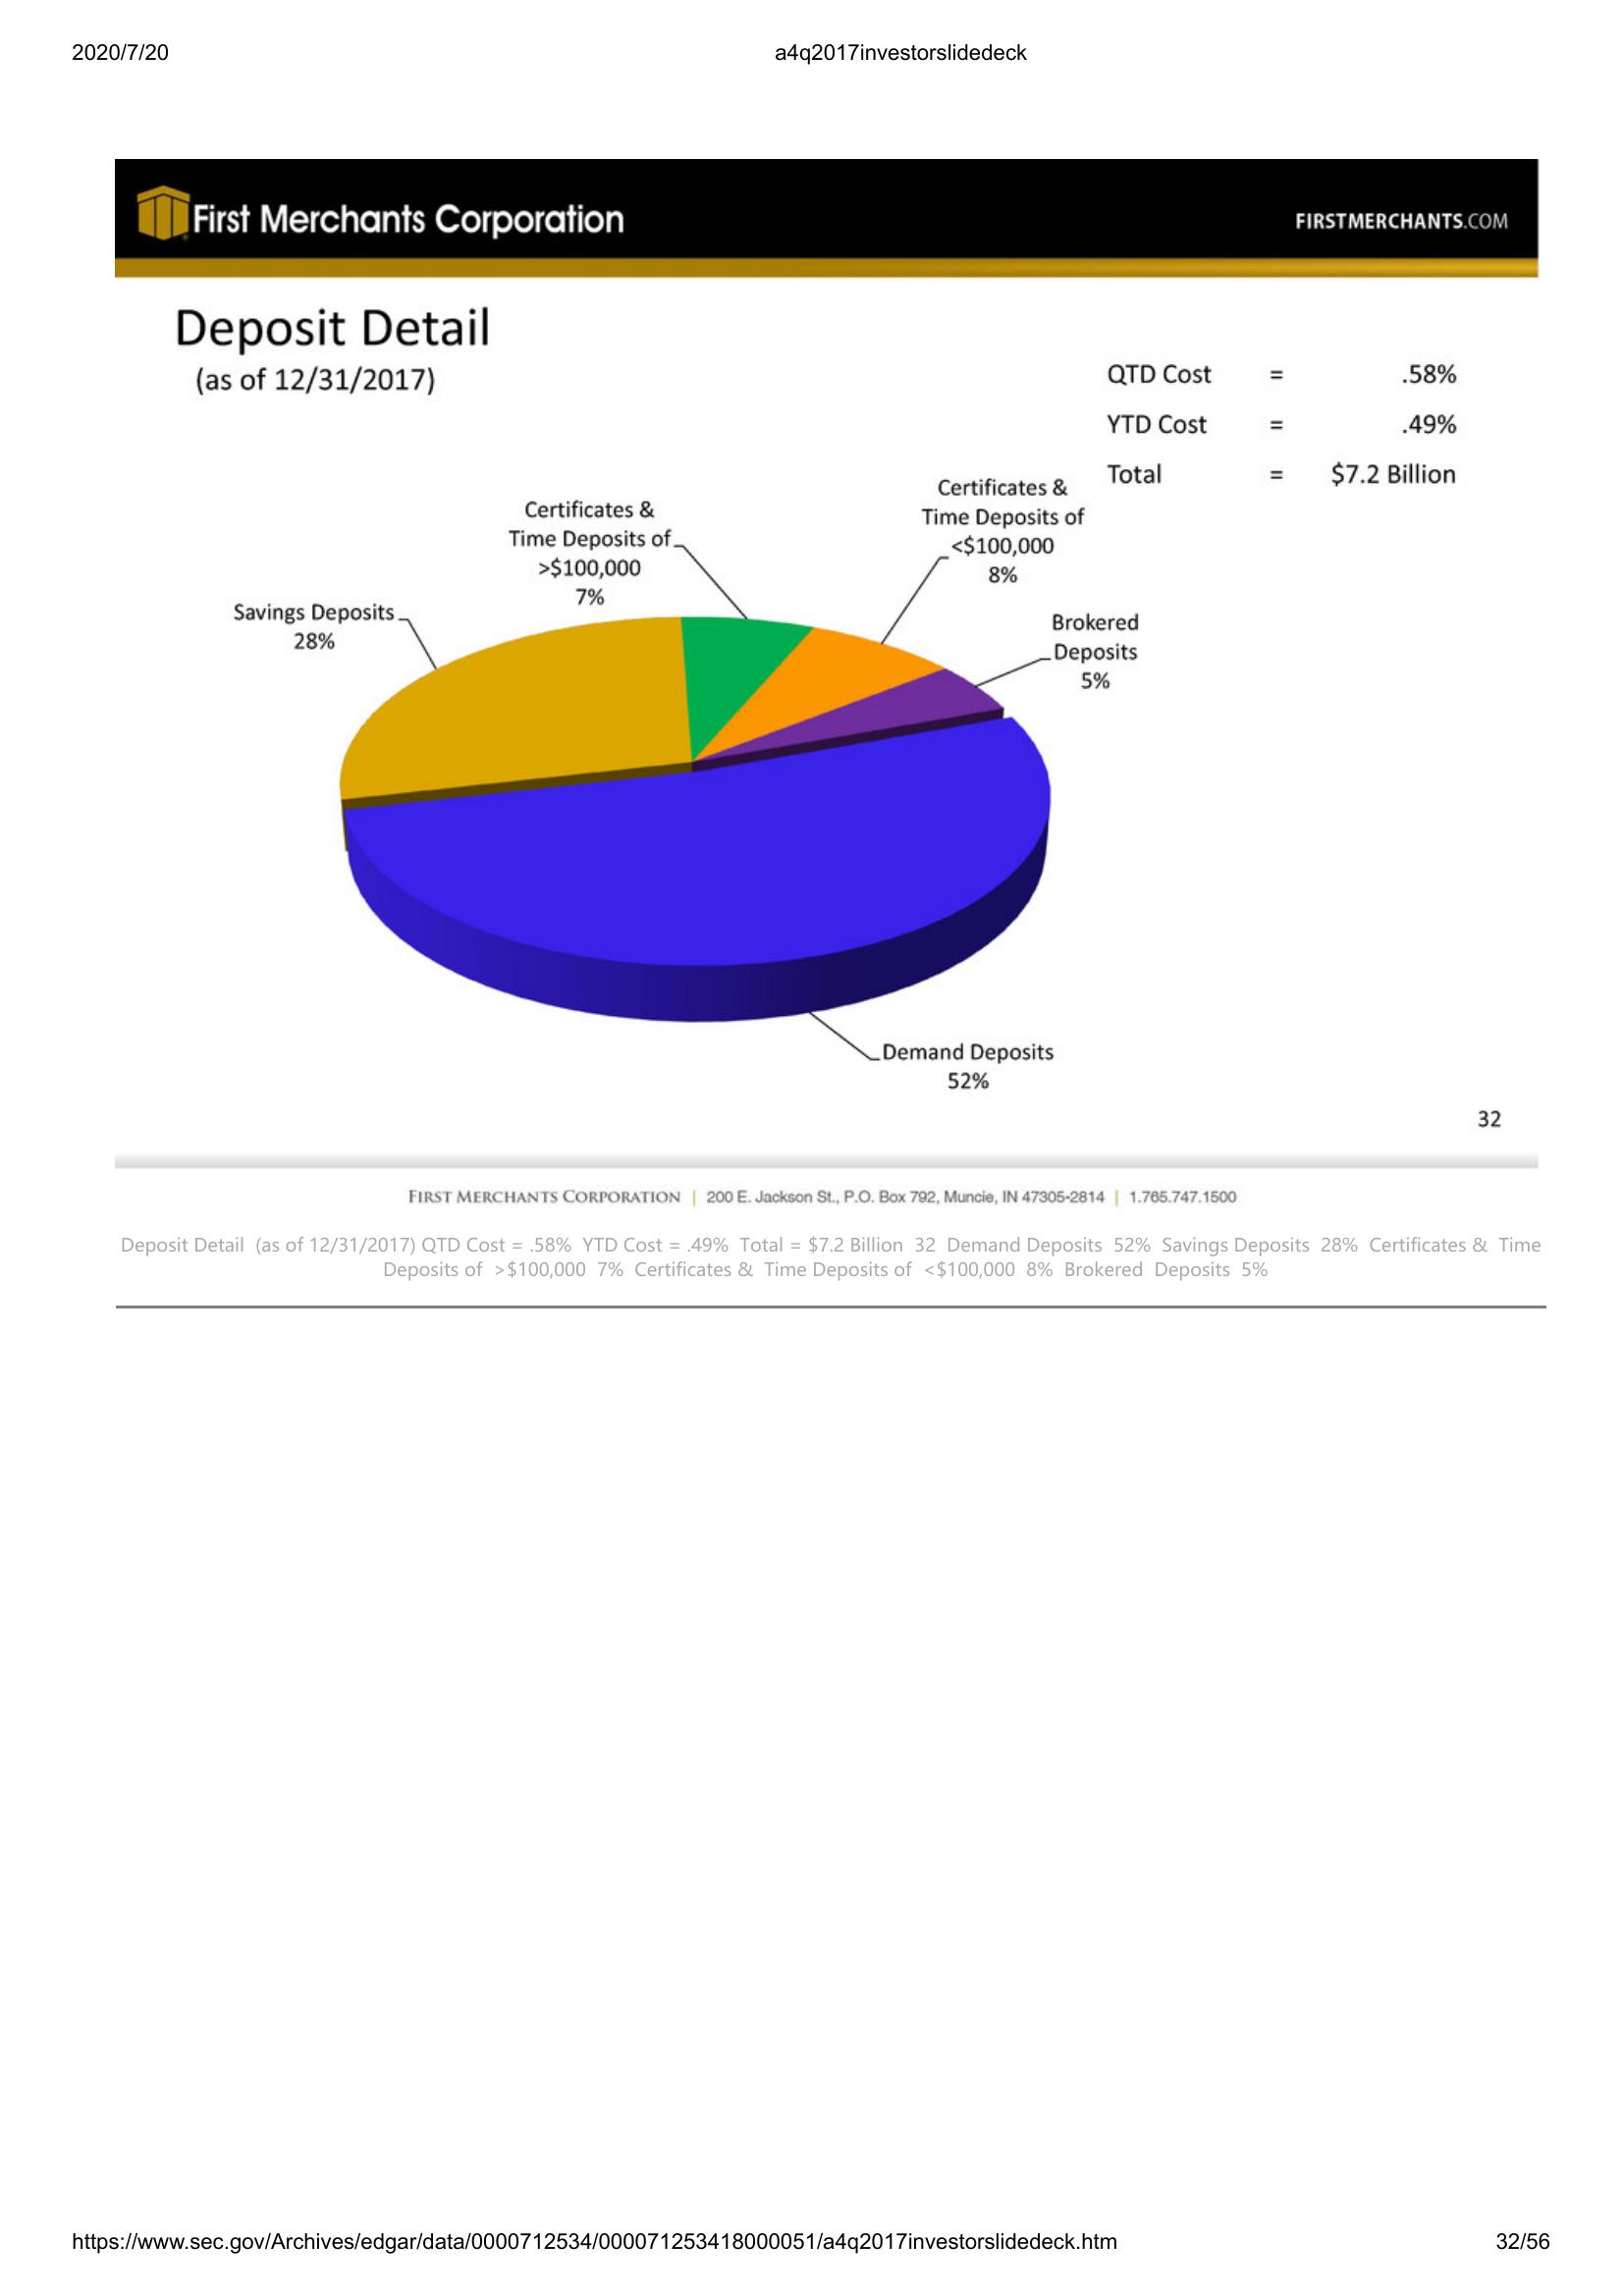 2020/7/20
a4q2017investorslidedeck
First Merchants Corporation
FIRSTMERCHANTS.COM
Deposit Detail
(as of 12/31/2017)
QTD Cost = .58%
YTD Cost = .49%
Total = $7.2 Billion
Certificates &
Time Deposits of
>$100,000
7%
Certificates &
Time Deposits of
<$100,000
8%
Savings Deposits
28%
Brokered
Deposits
5%
Demand Deposits
52%
32
FIRST MERCHANTS CORPORATION | 200 E. Jackson St., P.O. Box 792, Muncie, IN 47305-2814 | 1.765.747.1500
Deposit Detail (as of 12/31/2017) QTD Cost = .58% YTD Cost = .49% Total = $7.2 Billion 32 Demand Deposits 52% Savings Deposits 28% Certificates & Time
Deposits of >$100,000 7% Certificates & Time Deposits of <$100,000 8% Brokered Deposits 5%
https://www.sec.gov/Archives/edgar/data/0000712534/000071253418000051/a4q2017investorslidedeck.htm
32/56